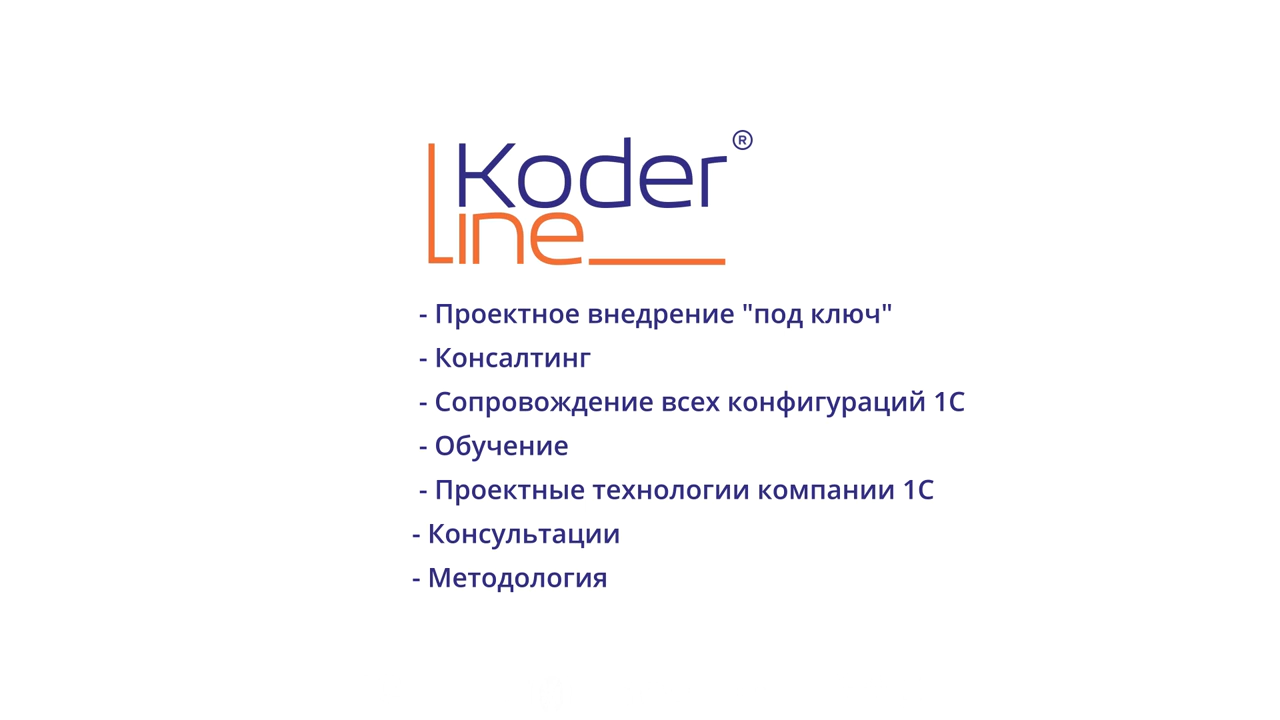 Koder®
Line
- Проектное внедрение "под ключ"
- Консалтинг
- Сопровождение всех конфигураций 1С
- Обучение
- Проектные технологии компании 1С
- Консультации
- Методология